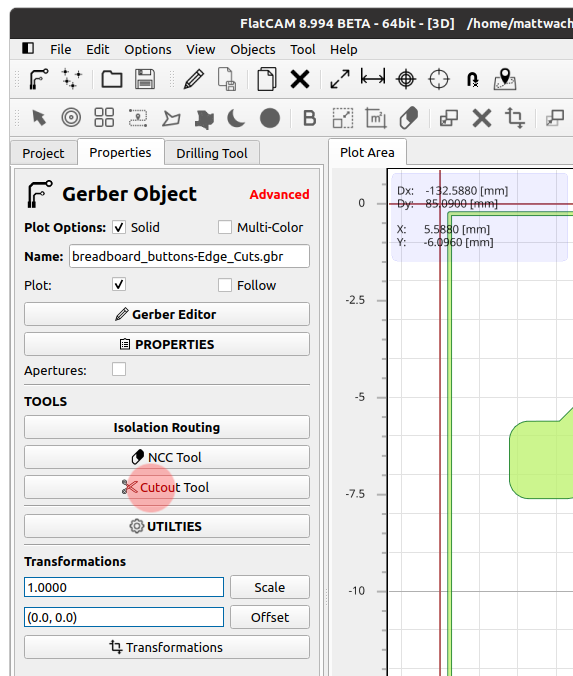 FlatCAM 8.994 BETA - 64bit - [3D] /home/mattwach
File Edit Options View Objects Tool Help
B
m²
Project Properties Drilling Tool
Plot Area
Gerber Object Advanced
Plot Options: Solid Multi-Color
Name: breadboard_buttons-Edge_Cuts.gbr
Plot: Follow
Gerber Editor
PROPERTIES
Apertures:
TOOLS
Isolation Routing
NCC Tool
Cutout Tool
UTILTIES
Transformations
1.0000 Scale
(0.0, 0.0) Offset
Transformations
Dx: -132.5880 [mm]
Dy: 85.0900 [mm]
X: 5.5880 [mm]
Y: -6.0960 [mm]
0
-2.5
-5
-7.5
-10